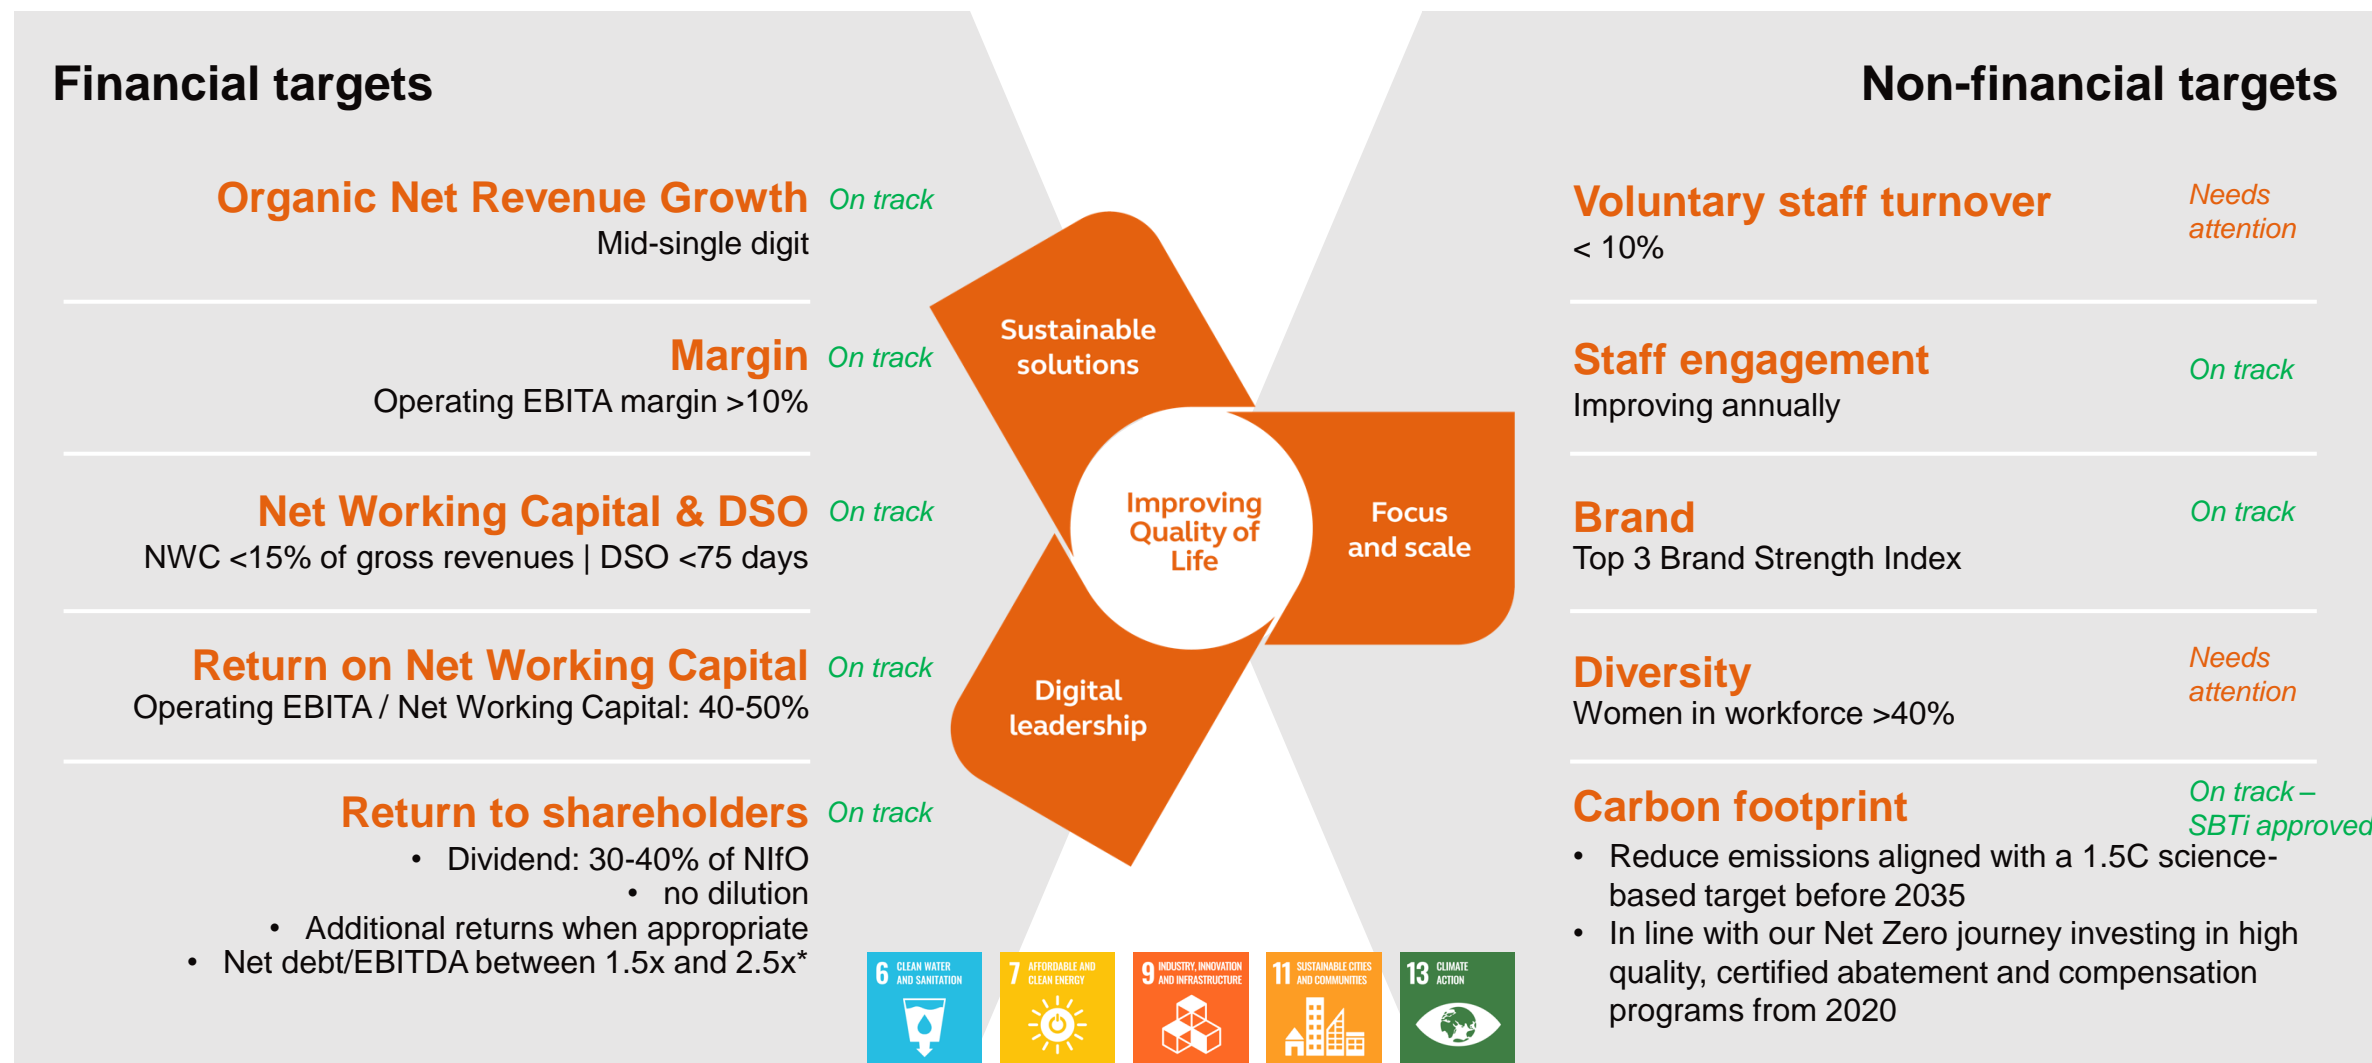 Financial targets
Organic Net Revenue Growth
On track
Mid-single digit
Margin
On track
Operating EBITA margin >10%
Net Working Capital & DSO
On track
NWC <15% of gross revenues | DSO <75 days
Return on Net Working Capital
On track
Operating EBITA / Net Working Capital: 40-50%
Return to shareholders
On track
• Dividend: 30-40% of NIfO
• no dilution
• Additional returns when appropriate
• Net debt/EBITDA between 1.5x and 2.5x*
Sustainable
solutions
Improving
Quality of
Life
Focus
and scale
Digital
leadership
6 CLEAN WATER
AND SANITATION
7 AFFORDABLE AND
CLEAN ENERGY
9 INDUSTRY, INNOVATION
AND INFRASTRUCTURE
11 SUSTAINABLE CITIES
AND COMMUNITIES
13 CLIMATE
ACTION
Non-financial targets
Voluntary staff turnover
Needs
attention
< 10%
Staff engagement
On track
Improving annually
Brand
On track
Top 3 Brand Strength Index
Diversity
Needs
attention
Women in workforce >40%
Carbon footprint
On track –
SBTi approved
• Reduce emissions aligned with a 1.5C science-
based target before 2035
• In line with our Net Zero journey investing in high
quality, certified abatement and compensation
programs from 2020